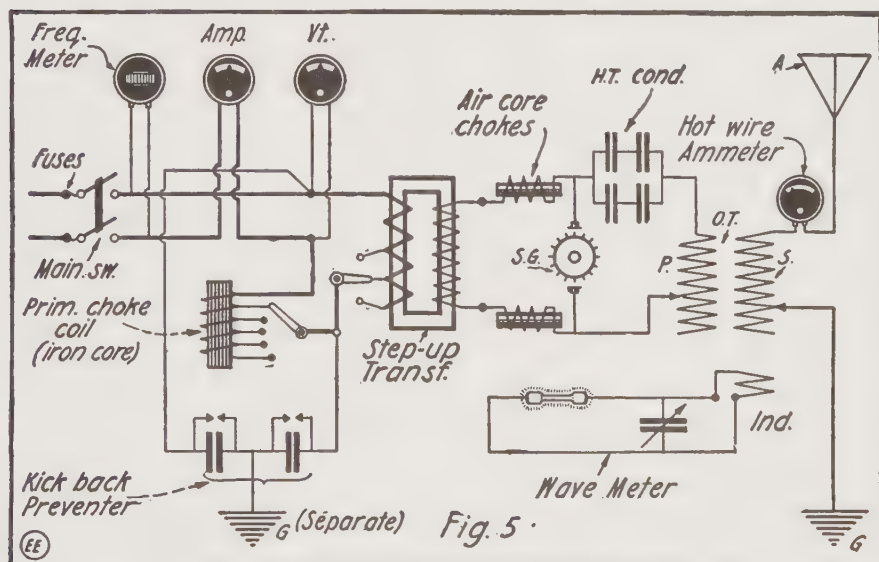 Freq.
Meter
Amp.
Vt.
Air core
chokes
H.T. cond.
A
Hot wire
Ammeter
Fuses
Main. sw.
S.G.
O.T.
P.
S.
Prim. choke
coil
(iron core)
Step-up
Transf.
Ind.
Kick back
Preventer
Wave Meter
G (Séparate)
Fig. 5.
G
EE